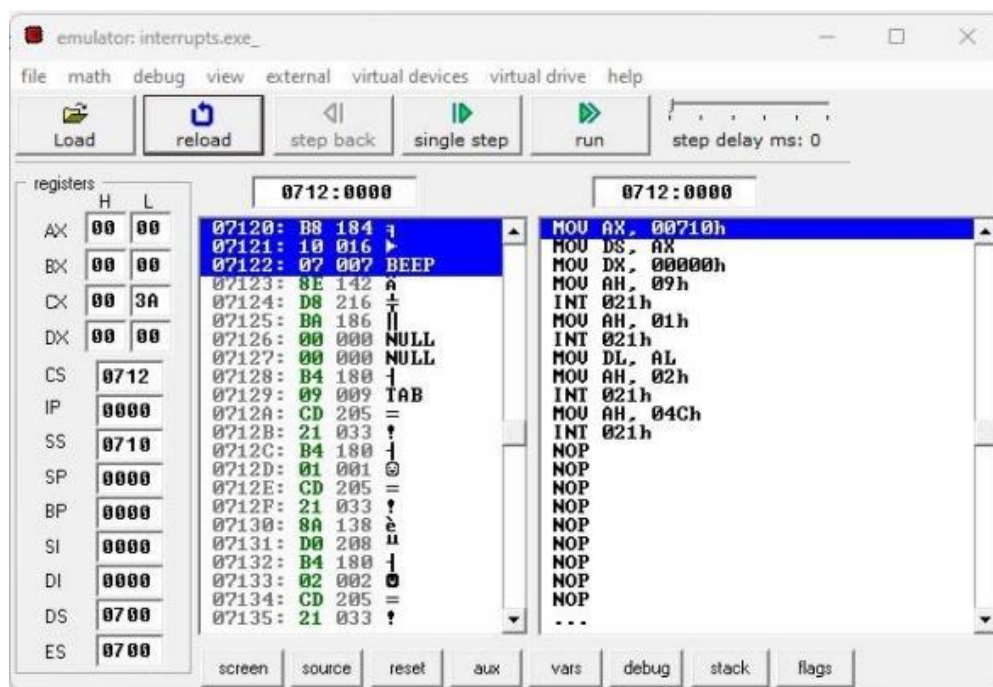 emulator: interrupts.exe_
file math debug view external virtual devices virtual drive help
Load reload step back single step run step delay ms: 0
registers
H L
AX 00 00
BX 00 00
CX 00 3A
DX 00 00
CS 0712
IP 0000
SS 0710
SP 0000
BP 0000
SI 0000
DI 0000
DS 0700
ES 0700
0712:0000
07120: B8 184 ╕
07121: 10 016 ►
07122: 07 007 BEEP
07123: 8E 142 Ä
07124: D8 216 ╪
07125: BA 186 ║
07126: 00 000 NULL
07127: 00 000 NULL
07128: B4 180 ┤
07129: 09 009 TAB
0712A: CD 205 =
0712B: 21 033 !
0712C: B4 180 ┤
0712D: 01 001 ☺
0712E: CD 205 =
0712F: 21 033 !
07130: 8A 138 è
07131: D0 208 ╨
07132: B4 180 ┤
07133: 02 002 ☻
07134: CD 205 =
07135: 21 033 !
0712:0000
MOV AX, 00710h
MOV DS, AX
MOV DX, 00000h
MOV AH, 09h
INT 021h
MOV AH, 01h
INT 021h
MOV DL, AL
MOV AH, 02h
INT 021h
MOV AH, 04Ch
INT 021h
NOP
NOP
NOP
NOP
NOP
NOP
NOP
NOP
NOP
...
screen source reset aux vars debug stack flags